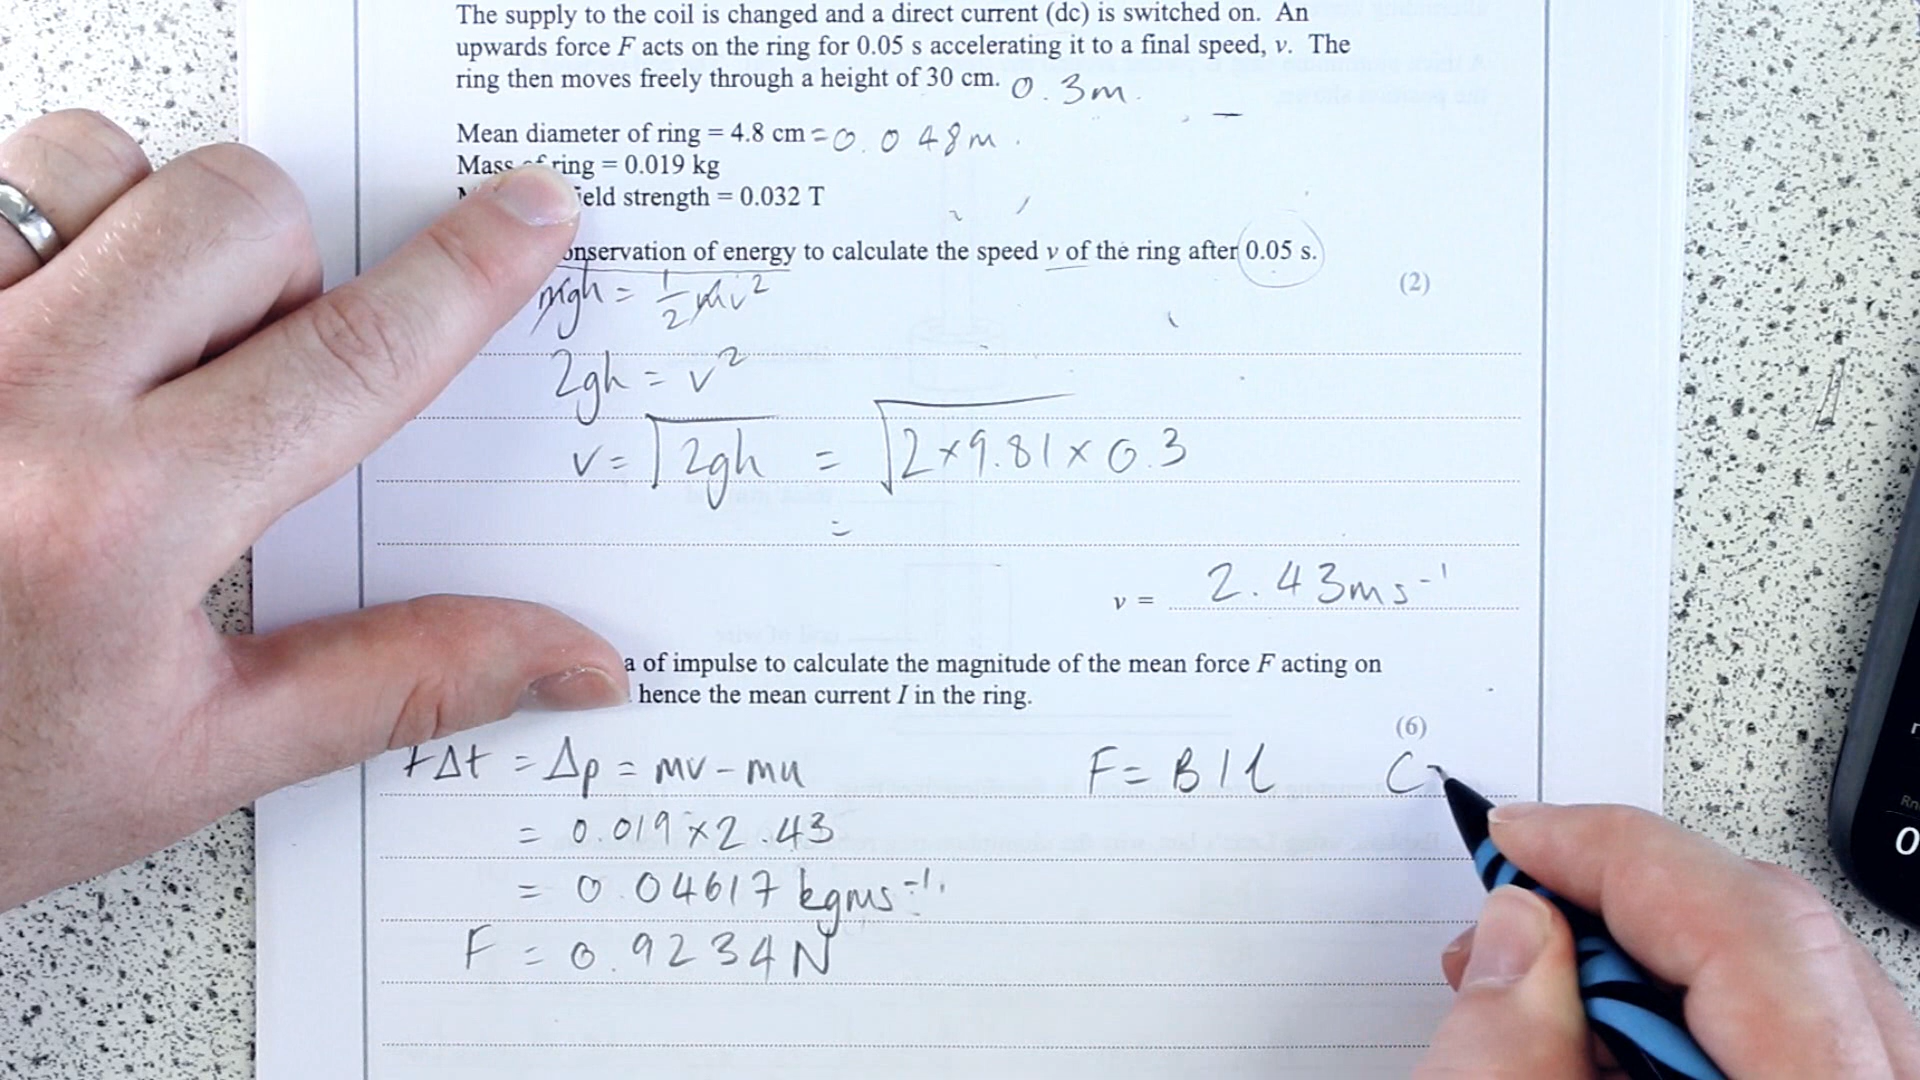 The supply to the coil is changed and a direct current (dc) is switched on. An
upwards force F acts on the ring for 0.05 s accelerating it to a final speed, v. The
ring then moves freely through a height of 30 cm. 0.3m.
Mean diameter of ring = 4.8 cm = 0.048m.
Mass of ring = 0.019 kg
ield strength = 0.032 T
onservation of energy to calculate the speed v of the ring after 0.05 s.
(2)
mgh = 1/2 mv²
2gh = v²
v = √2gh = √2×9.81×0.3
=
v = 2.43ms⁻¹
a of impulse to calculate the magnitude of the mean force F acting on
hence the mean current I in the ring.
(6)
FΔt = Δp = mv - mu
F = BIl
C
= 0.019×2.43
= 0.04617 kgms⁻¹.
F = 0.9234N
0